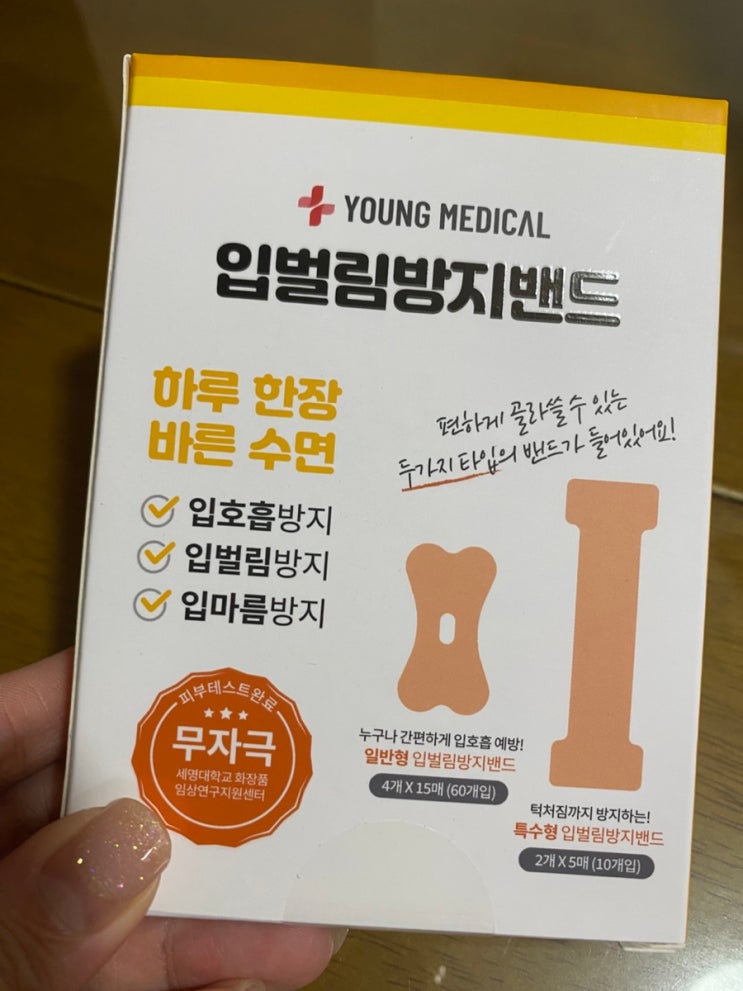 YOUNG MEDICAL
입벌림방지밴드
하루 한장
바른 수면
편하게 골라쓸 수 있는
두가지 타입의 밴드가 들어있어요!
입호흡방지
입벌림방지
입마름방지
피부테스트완료
무자극
세명대학교 화장품
임상연구지원센터
누구나 간편하게 입호흡 예방!
일반형 입벌림방지밴드
4개 X 15매 (60개입)
턱처짐까지 방지하는!
특수형 입벌림방지밴드
2개 X 5매 (10개입)